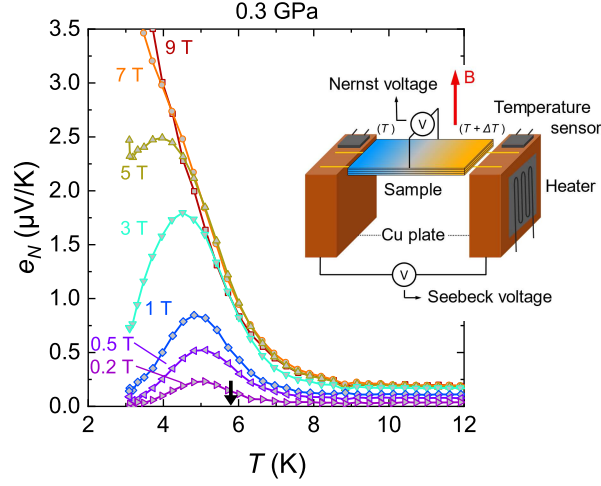 0.3 GPa
9 T
7 T
5 T
3 T
1 T
0.5 T
0.2 T
3.5
3.0
2.5
2.0
1.5
1.0
0.5
0.0
e_N (μV/K)
2
4
6
8
10
12
T (K)
B
Nernst voltage
Temperature
sensor
V
(T)
(T + ΔT)
Sample
Heater
Cu plate
V
Seebeck voltage